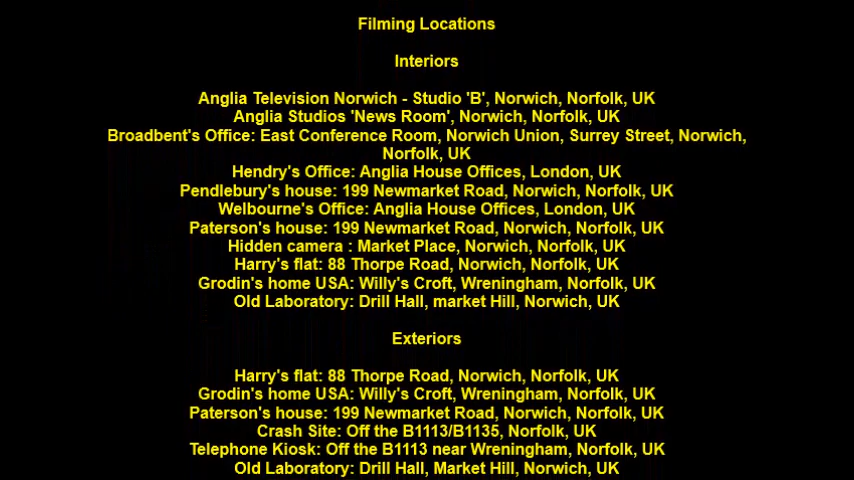 Filming Locations
Interiors
Anglia Television Norwich - Studio 'B', Norwich, Norfolk, UK
Anglia Studios 'News Room', Norwich, Norfolk, UK
Broadbent's Office: East Conference Room, Norwich Union, Surrey Street, Norwich,
Norfolk, UK
Hendry's Office: Anglia House Offices, London, UK
Pendlebury's house: 199 Newmarket Road, Norwich, Norfolk, UK
Welbourne's Office: Anglia House Offices, London, UK
Paterson's house: 199 Newmarket Road, Norwich, Norfolk, UK
Hidden camera : Market Place, Norwich, Norfolk, UK
Harry's flat: 88 Thorpe Road, Norwich, Norfolk, UK
Grodin's home USA: Willy's Croft, Wreningham, Norfolk, UK
Old Laboratory: Drill Hall, market Hill, Norwich, UK
Exteriors
Harry's flat: 88 Thorpe Road, Norwich, Norfolk, UK
Grodin's home USA: Willy's Croft, Wreningham, Norfolk, UK
Paterson's house: 199 Newmarket Road, Norwich, Norfolk, UK
Crash Site: Off the B1113/B1135, Norfolk, UK
Telephone Kiosk: Off the B1113 near Wreningham, Norfolk, UK
Old Laboratory: Drill Hall, Market Hill, Norwich, UK